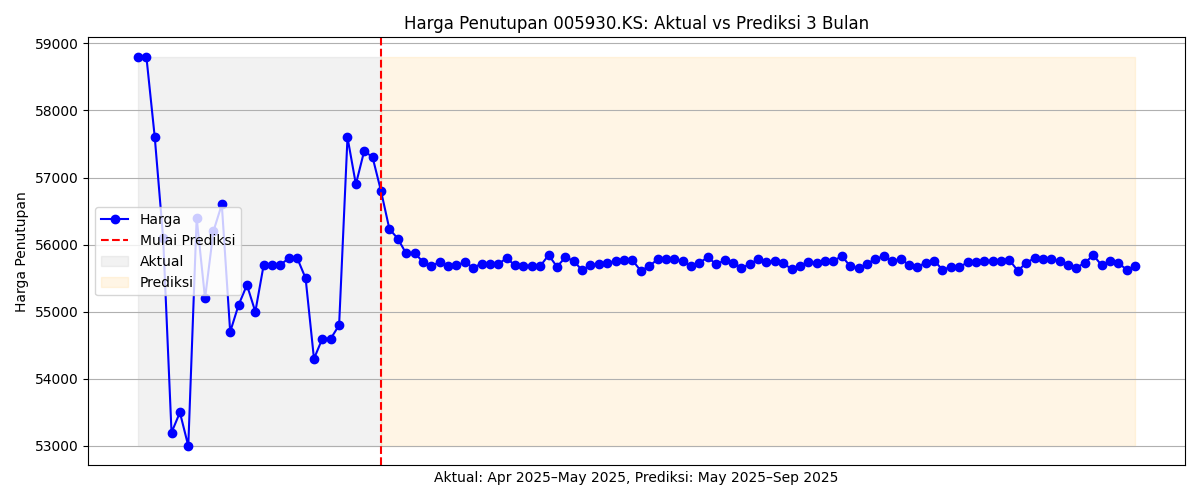 Harga Penutupan 005930.KS: Aktual vs Prediksi 3 Bulan
Harga Penutupan
59000
58000
57000
56000
55000
54000
53000
Harga
Mulai Prediksi
Aktual
Prediksi
Aktual: Apr 2025–May 2025, Prediksi: May 2025–Sep 2025